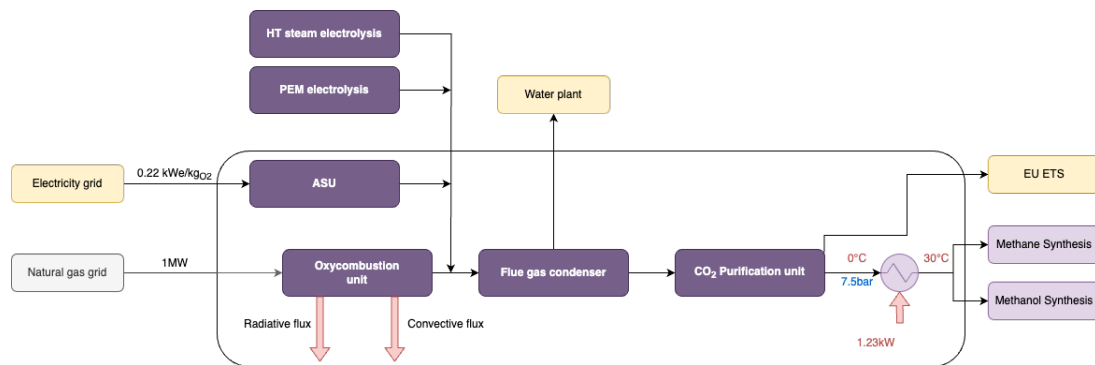 HT steam electrolysis
PEM electrolysis
Water plant
Electricity grid
0.22 kWe/kgO2
ASU
EU ETS
Natural gas grid
1MW
Oxycombustion
unit
Flue gas condenser
CO2 Purification unit
0°C
7.5bar
30°C
Methane Synthesis
Methanol Synthesis
Radiative flux
Convective flux
1.23kW